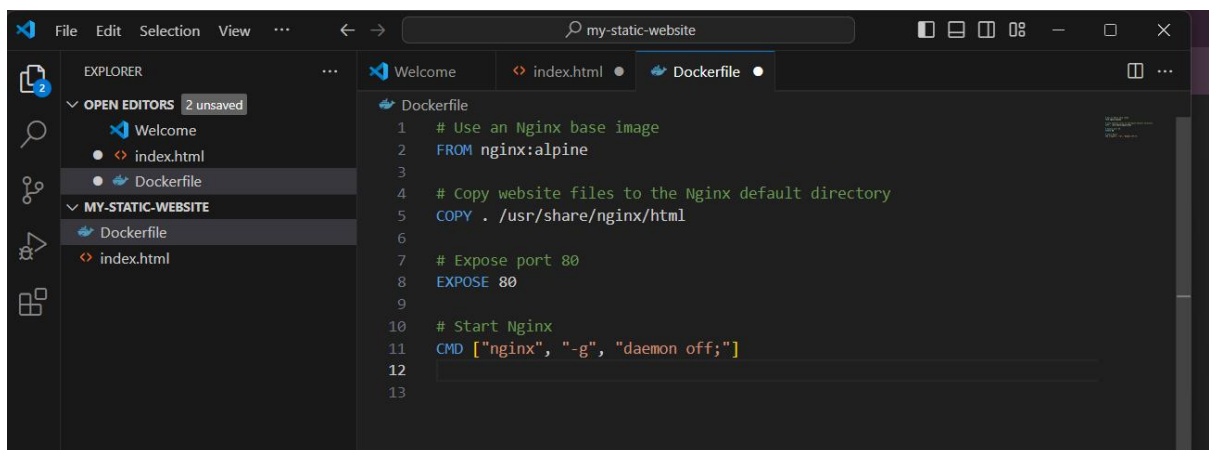 File Edit Selection View ··· my-static-website
EXPLORER ···
OPEN EDITORS 2 unsaved
Welcome
index.html
Dockerfile
MY-STATIC-WEBSITE
Dockerfile
index.html
2
Welcome index.html Dockerfile ···
Dockerfile
1 # Use an Nginx base image
2 FROM nginx:alpine
3
4 # Copy website files to the Nginx default directory
5 COPY . /usr/share/nginx/html
6
7 # Expose port 80
8 EXPOSE 80
9
10 # Start Nginx
11 CMD ["nginx", "-g", "daemon off;"]
12
13